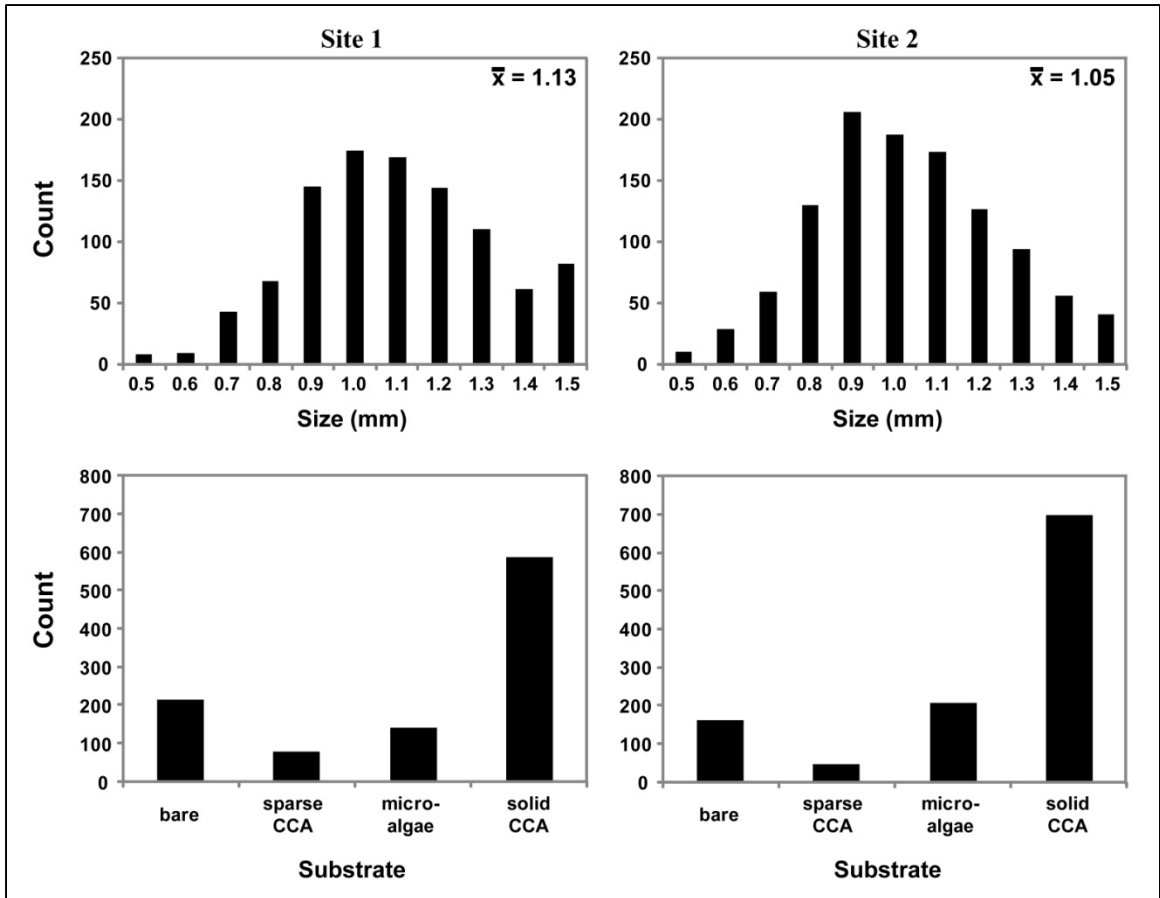 Site 1
x̄ = 1.13
250
200
150
100
50
0
Count
0.5 0.6 0.7 0.8 0.9 1.0 1.1 1.2 1.3 1.4 1.5
Size (mm)
Site 2
x̄ = 1.05
250
200
150
100
50
0
0.5 0.6 0.7 0.8 0.9 1.0 1.1 1.2 1.3 1.4 1.5
Size (mm)
800
700
600
500
400
300
200
100
0
Count
bare sparse micro- solid
CCA algae CCA
Substrate
800
700
600
500
400
300
200
100
0
bare sparse micro- solid
CCA algae CCA
Substrate